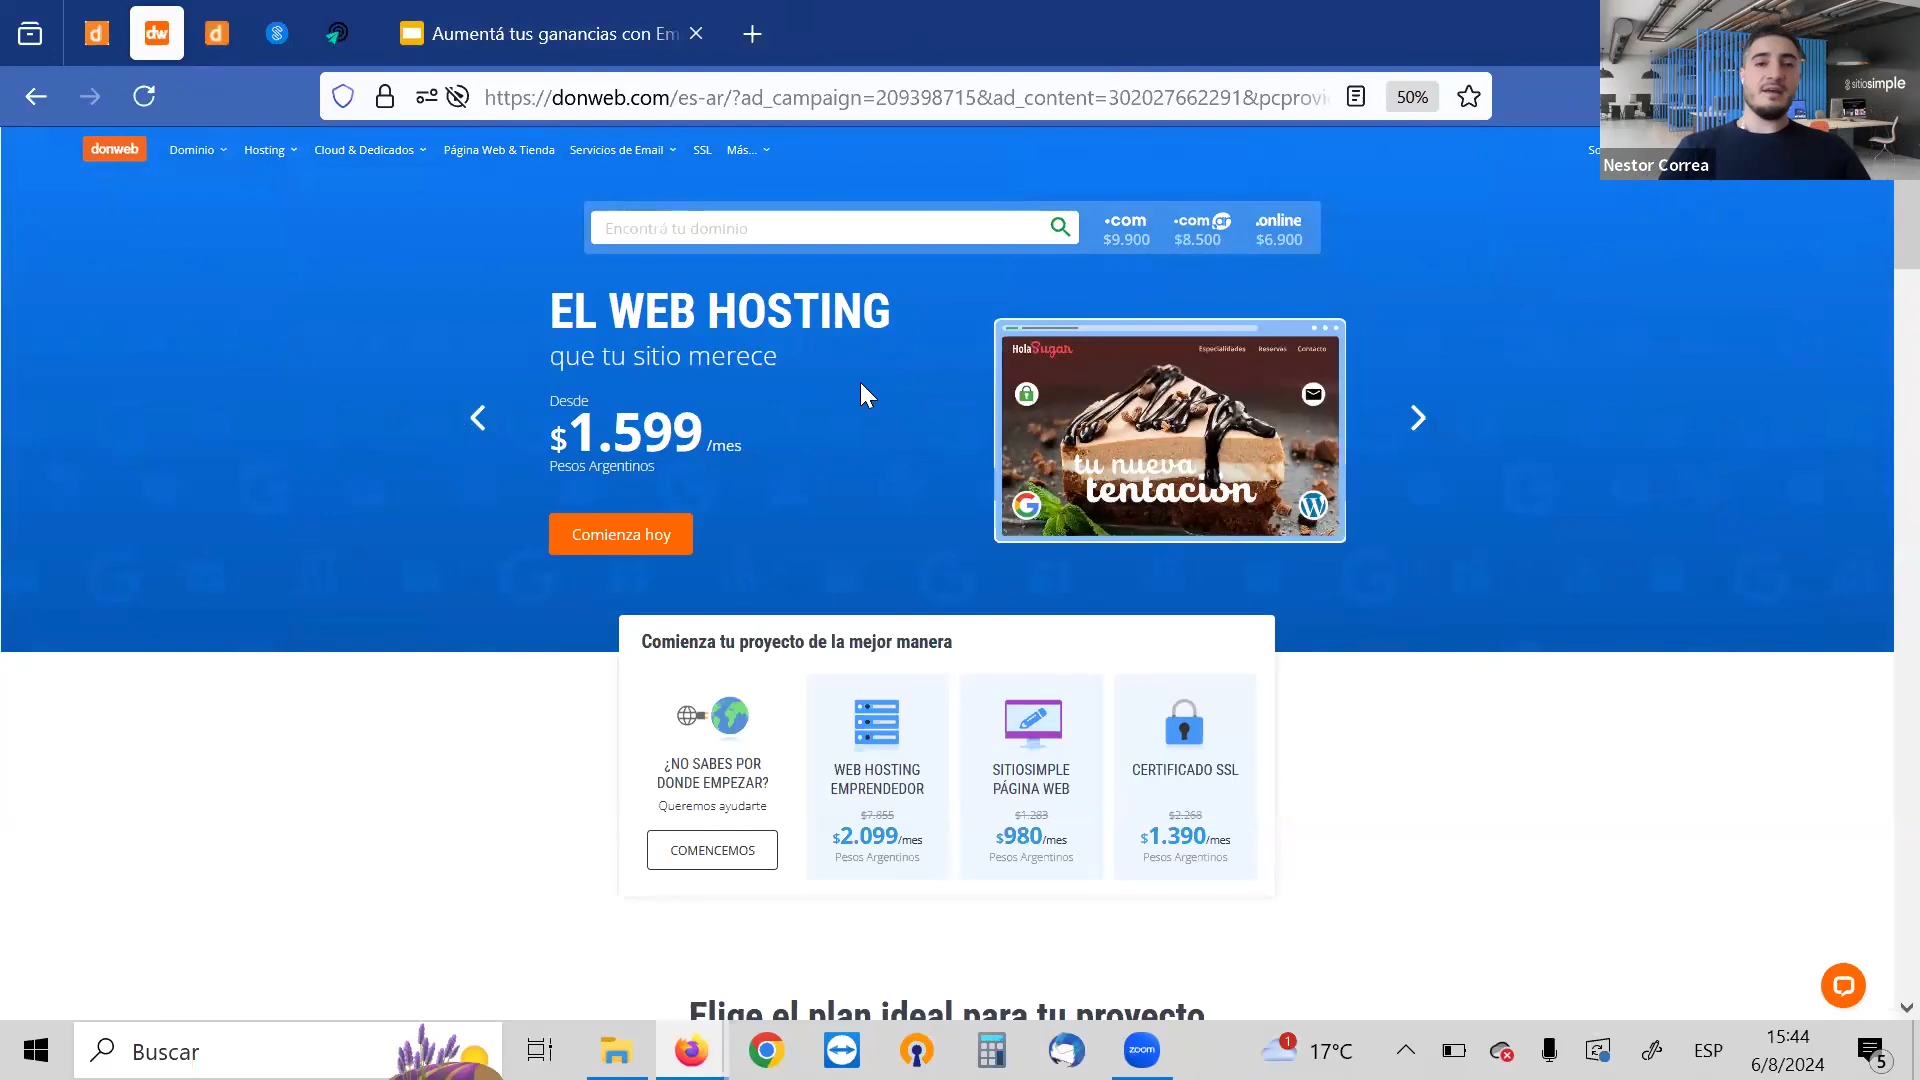 Aumentá tus ganancias con Em
https://donweb.com/es-ar/?ad_campaign=209398715&ad_content=302027662291&pcprovi
50%
sitiosimple
Nestor Correa
donweb
Dominio
Hosting
Cloud & Dedicados
Página Web & Tienda
Servicios de Email
SSL
Más...
So
Encontrá tu dominio
.com
$9.900
.com ar
$8.500
.online
$6.900
EL WEB HOSTING
que tu sitio merece
Desde
$1.599 /mes
Pesos Argentinos
Comienza hoy
Hola Sugar
Especialidades
Reservas
Contacto
tu nueva
tentación
Comienza tu proyecto de la mejor manera
¿NO SABES POR
DONDE EMPEZAR?
Queremos ayudarte
COMENCEMOS
WEB HOSTING
EMPRENDEDOR
$7.855
$2.099/mes
Pesos Argentinos
SITIOSIMPLE
PÁGINA WEB
$1.283
$980/mes
Pesos Argentinos
CERTIFICADO SSL
$2.268
$1.390/mes
Pesos Argentinos
Elige el plan ideal para tu proyecto
Buscar
zoom
1
17°C
ESP
15:44
6/8/2024
5